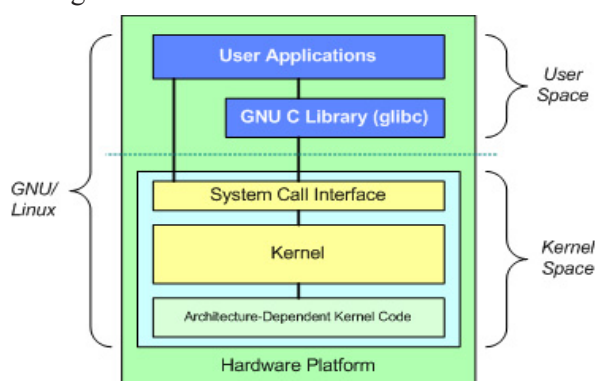 User Applications
User
Space
GNU C Library (glibc)
GNU/
Linux
System Call Interface
Kernel
Kernel
Space
Architecture-Dependent Kernel Code
Hardware Platform